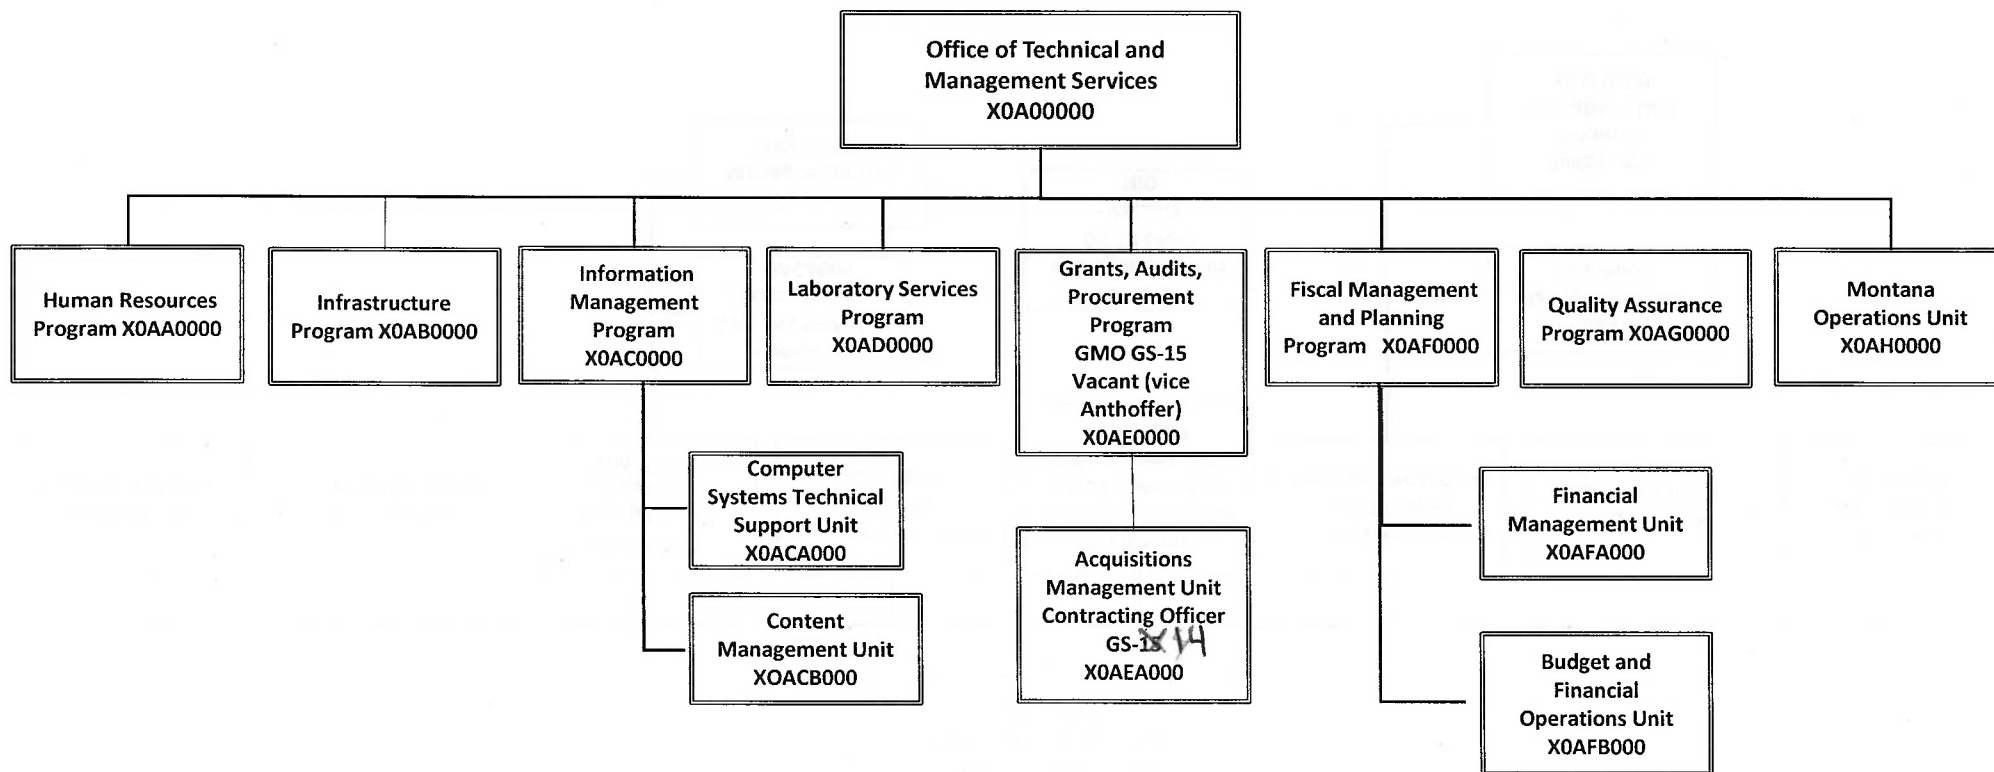 Office of Technical and
Management Services
X0A00000
Human Resources
Program X0AA0000
Infrastructure
Program X0AB0000
Information
Management
Program
X0AC0000
Laboratory Services
Program
X0AD0000
Grants, Audits,
Procurement
Program
GMO GS-15
Vacant (vice
Anthoffer)
X0AE0000
Fiscal Management
and Planning
Program X0AF0000
Quality Assurance
Program X0AG0000
Montana
Operations Unit
X0AH0000
Computer
Systems Technical
Support Unit
X0ACA000
Content
Management Unit
XOACB000
Acquisitions
Management Unit
Contracting Officer
GS-15 14
X0AEA000
Financial
Management Unit
X0AFA000
Budget and
Financial
Operations Unit
X0AFB000